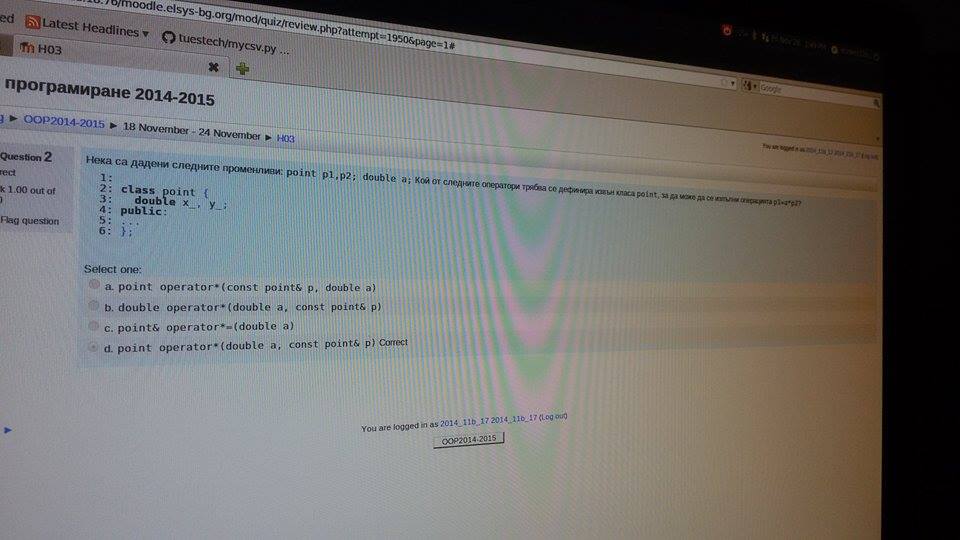 .76/moodle.elsys-bg.org/mod/quiz/review.php?attempt=1950&page=1#
ed Latest Headlines ▾ tuestech/mycsv.py ...
Google
H03
програмиране 2014-2015
► OOP2014-2015 ► 18 November - 24 November ► H03
You are logged in as 2014_11b_17 2014_11b_17 (Log out)
Question 2
rect
k 1.00 out of
Flag question
Нека са дадени следните променливи: point p1,p2; double a; Кой от следните оператори трябва се дефинира извън класа point, за да може да се изпълни операцията p1=a*p2?
1:
2: class point {
3: double x_, y_;
4: public:
5: ...
6: };
Select one:
a. point operator*(const point& p, double a)
b. double operator*(double a, const point& p)
c. point& operator*=(double a)
d. point operator*(double a, const point& p) Correct
You are logged in as 2014_11b_17 2014_11b_17 (Log out)
OOP2014-2015